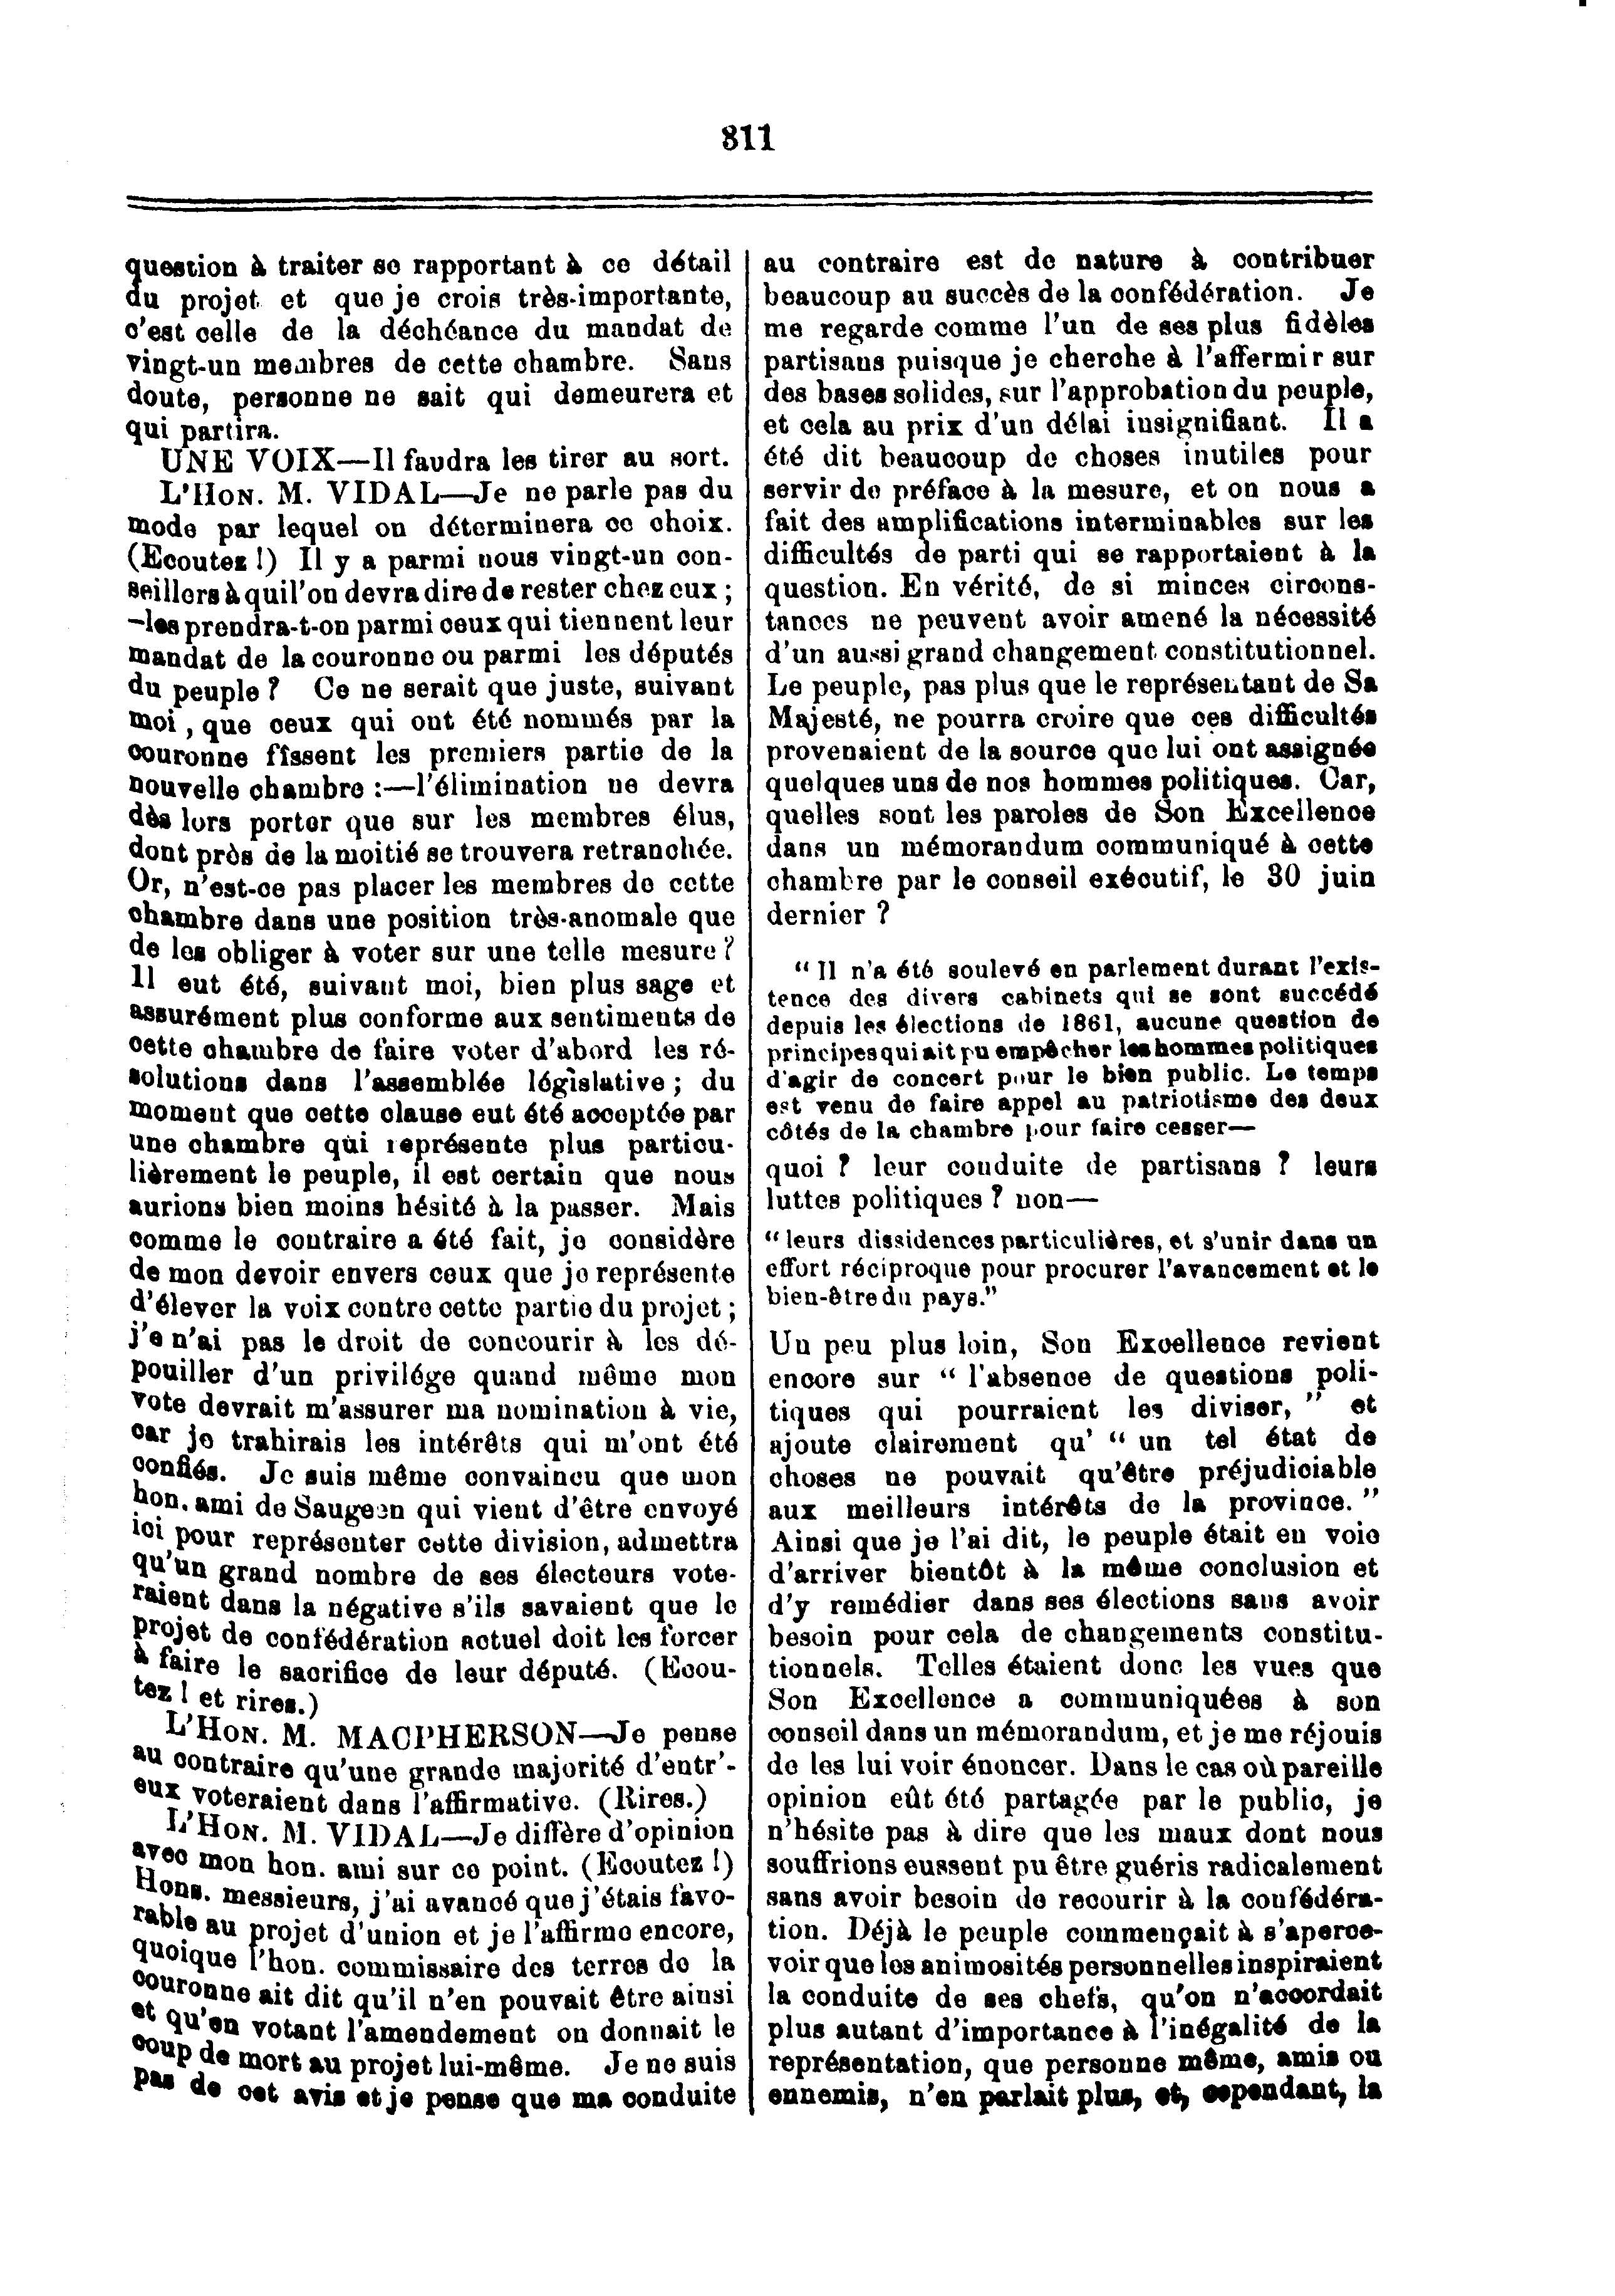 311
question à traiter se rapportant à ce détail
du projet et que je crois très-importante,
c'est celle de la déchéance du mandat de
vingt-un membres de cette chambre. Sans
doute, personne ne sait qui demeurera et
qui partira.
UNE VOIX—Il faudra les tirer au sort.
L'HON. M. VIDAL—Je ne parle pas du
mode par lequel on déterminera ce choix.
(Ecoutez !) Il y a parmi nous vingt-un con-
seillers à qui l'on devra dire de rester chez eux ;
—les prendra-t-on parmi ceux qui tiennent leur
mandat de la couronne ou parmi les députés
du peuple ? Ce ne serait que juste, suivant
moi, que ceux qui ont été nommés par la
couronne fîssent les premiers partie de la
nouvelle chambre :—l'élimination ne devra
dès lors porter que sur les membres élus,
dont près de la moitié se trouvera retranchée.
Or, n'est-ce pas placer les membres de cette
chambre dans une position très-anomale que
de les obliger à voter sur une telle mesure ?
Il eut été, suivant moi, bien plus sage et
assurément plus conforme aux sentiments de
cette chambre de faire voter d'abord les ré-
solutions dans l'assemblée législative ; du
moment que cette clause eut été acceptée par
une chambre qui représente plus particu-
lièrement le peuple, il est certain que nous
aurions bien moins hésité à la passer. Mais
comme le contraire a été fait, je considère
de mon devoir envers ceux que je représente
d'élever la voix contre cette partie du projet ;
j'e n'ai pas le droit de concourir à les dé-
pouiller d'un privilége quand même mon
vote devrait m'assurer ma nomination à vie,
car je trahirais les intérêts qui m'ont été
confiés. Je suis même convaincu que mon
hon. ami de Saugeen qui vient d'être envoyé
ici pour représenter cette division, admettra
qu'un grand nombre de ses électeurs vote-
raient dans la négative s'ils savaient que le
projet de confédération actuel doit les forcer
à faire le sacrifice de leur député. (Ecou-
tez ! et rires.)
L'HON. M. MACPHERSON—Je pense
au contraire qu'une grande majorité d'entr'-
eux voteraient dans l'affirmative. (Rires.)
L'HON. M. VIDAL—Je diffère d'opinion
avec mon hon. ami sur ce point. (Ecoutez !)
Hons. messieurs, j'ai avancé que j'étais favo-
rable au projet d'union et je l'affirme encore,
quoique l'hon. commissaire des terres de la
couronne ait dit qu'il n'en pouvait être ainsi
et qu'en votant l'amendement on donnait le
coup de mort au projet lui-même. Je ne suis
pas de cet avis et je pense que ma conduite
au contraire est de nature à contribuer
beaucoup au succès de la confédération. Je
me regarde comme l'un de ses plus fidèles
partisans puisque je cherche à l'affermir sur
des bases solides, sur l'approbation du peuple,
et cela au prix d'un délai insignifiant. Il a
été dit beaucoup de choses inutiles pour
servir de préface à la mesure, et on nous a
fait des amplifications interminables sur les
difficultés de parti qui se rapportaient à la
question. En vérité, de si minces circons-
tances ne peuvent avoir amené la nécessité
d'un aussi grand changement constitutionnel.
Le peuple, pas plus que le représentant de Sa
Majesté, ne pourra croire que ces difficultés
provenaient de la source que lui ont assignée
quelques uns de nos hommes politiques. Car,
quelles sont les paroles de Son Excellence
dans un mémorandum communiqué à cette
chambre par le conseil exécutif, le 30 juin
dernier ?
" Il n'a été soulevé en parlement durant l'exis-
tence des divers cabinets qui se sont succédé
depuis les élections de 1861, aucune question de
principes qui ait pu empêcher les hommes politiques
d'agir de concert pour le bien public. Le temps
est venu de faire appel au patriotisme des deux
côtés de la chambre pour faire cesser—
quoi ? leur conduite de partisans ? leurs
luttes politiques ? non—
" leurs dissidences particulières, et s'unir dans un
effort réciproque pour procurer l'avancement et le
bien-être du pays."
Un peu plus loin, Son Excellence revient
encore sur " l'absence de questions poli-
tiques qui pourraient les diviser, " et
ajoute clairement qu' " un tel état de
choses ne pouvait qu'être préjudiciable
aux meilleurs intérêts de la province. "
Ainsi que je l'ai dit, le peuple était en voie
d'arriver bientôt à la même conclusion et
d'y remédier dans ses élections sans avoir
besoin pour cela de changements constitu-
tionnels. Telles étaient donc les vues que
Son Excellence a communiquées à son
conseil dans un mémorandum, et je me réjouis
de les lui voir énoncer. Dans le cas où pareille
opinion eût été partagée par le public, je
n'hésite pas à dire que les maux dont nous
souffrions eussent pu être guéris radicalement
sans avoir besoin de recourir à la confédéra-
tion. Déjà le peuple commençait à s'aperce-
voir que les animosités personnelles inspiraient
la conduite de ses chefs, qu'on n'accordait
plus autant d'importance à l'inégalité de la
représentation, que personne même, amis ou
ennemis, n'en parlait plus, et, cependant, la